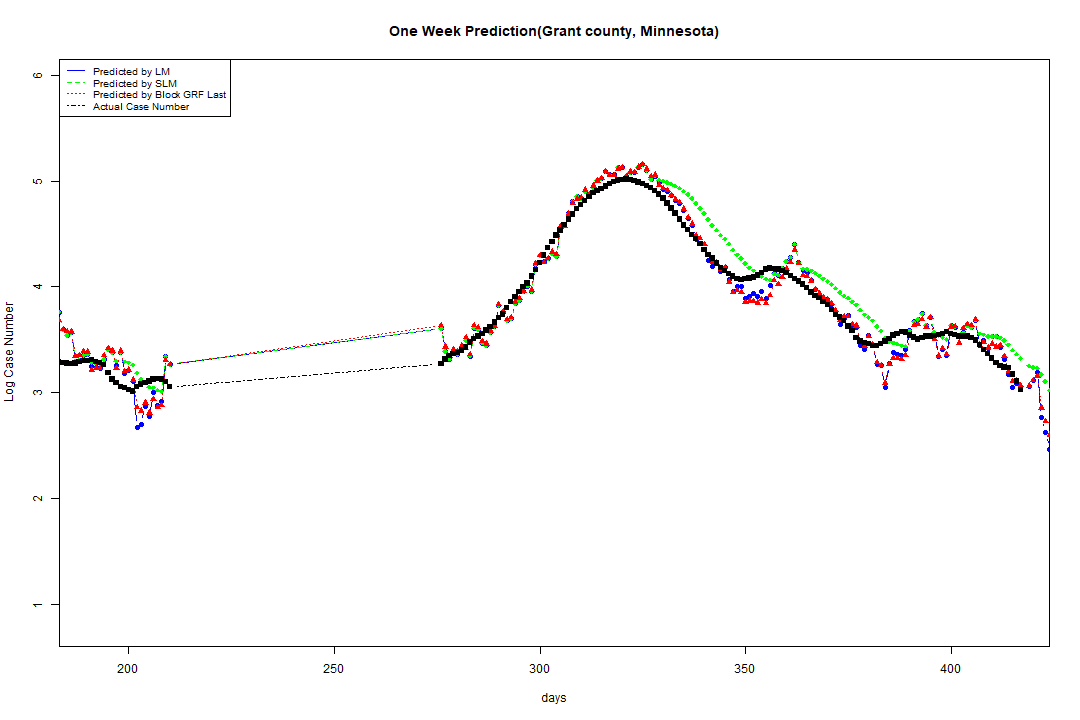 One Week Prediction(Grant county, Minnesota)
Predicted by LM
Predicted by SLM
Predicted by Block GRF Last
Actual Case Number
Log Case Number
6
5
4
3
2
1
200
250
300
350
400
days